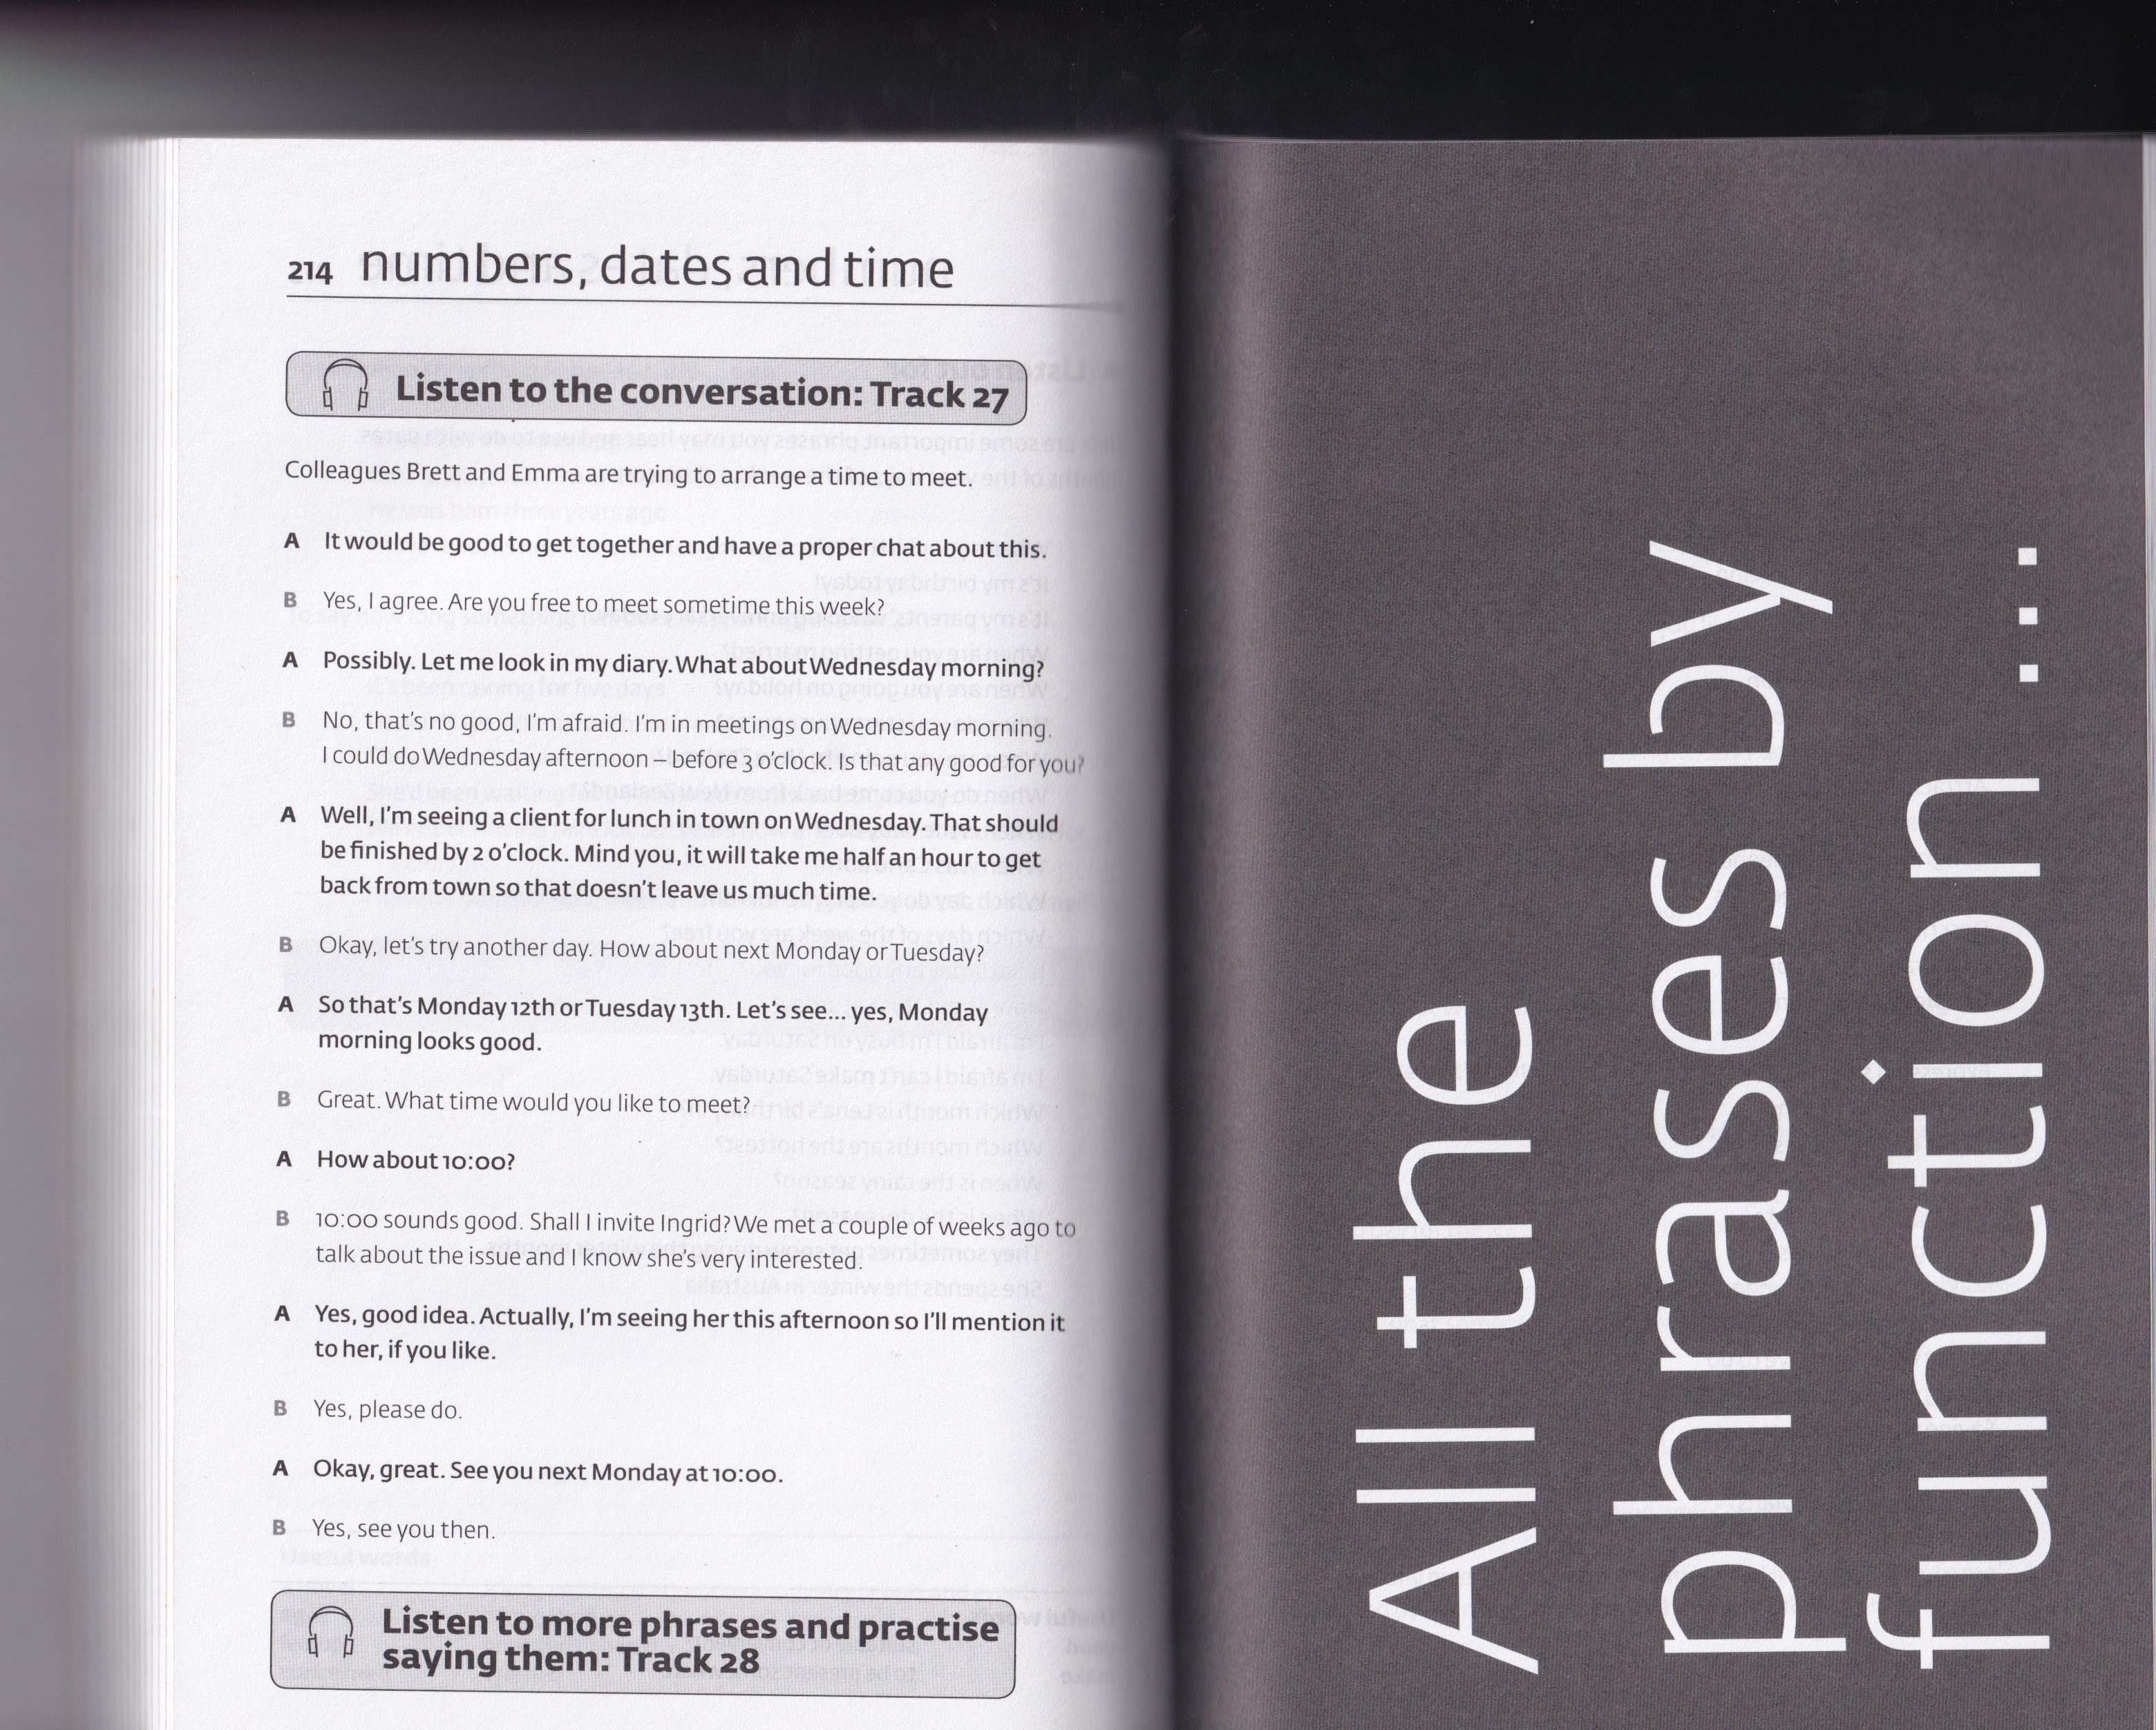 214 numbers, dates and time
Listen to the conversation: Track 27
Colleagues Brett and Emma are trying to arrange a time to meet.
A It would be good to get together and have a proper chat about this.
B Yes, I agree. Are you free to meet sometime this week?
A Possibly. Let me look in my diary. What about Wednesday morning?
B No, that's no good, I'm afraid. I'm in meetings on Wednesday morning.
I could do Wednesday afternoon – before 3 o'clock. Is that any good for you?
A Well, I'm seeing a client for lunch in town on Wednesday. That should
be finished by 2 o'clock. Mind you, it will take me half an hour to get
back from town so that doesn't leave us much time.
B Okay, let's try another day. How about next Monday or Tuesday?
A So that's Monday 12th or Tuesday 13th. Let's see... yes, Monday
morning looks good.
B Great. What time would you like to meet?
A How about 10:00?
B 10:00 sounds good. Shall I invite Ingrid? We met a couple of weeks ago to
talk about the issue and I know she's very interested.
A Yes, good idea. Actually, I'm seeing her this afternoon so I'll mention it
to her, if you like.
B Yes, please do.
A Okay, great. See you next Monday at 10:00.
B Yes, see you then.
Listen to more phrases and practise
saying them: Track 28
All the
phrases by
function...